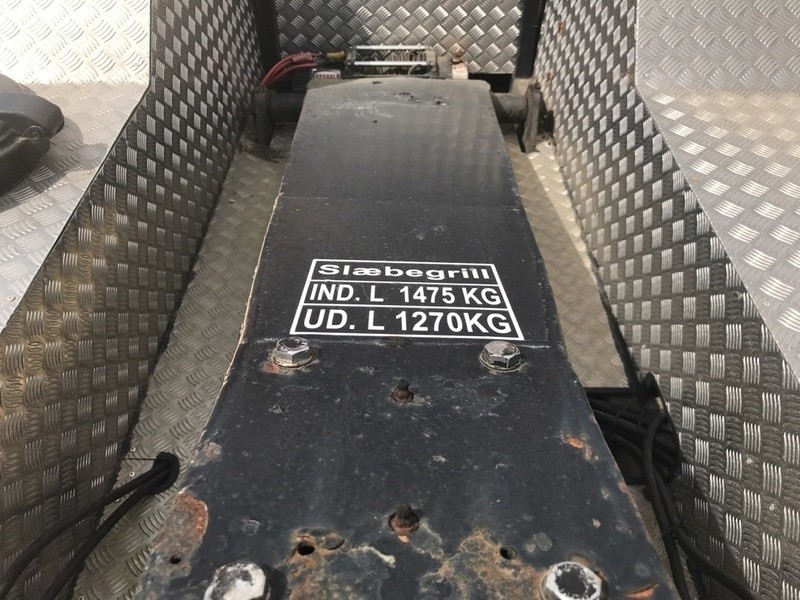 Slæbegrill
IND. L 1475 KG
UD. L 1270KG